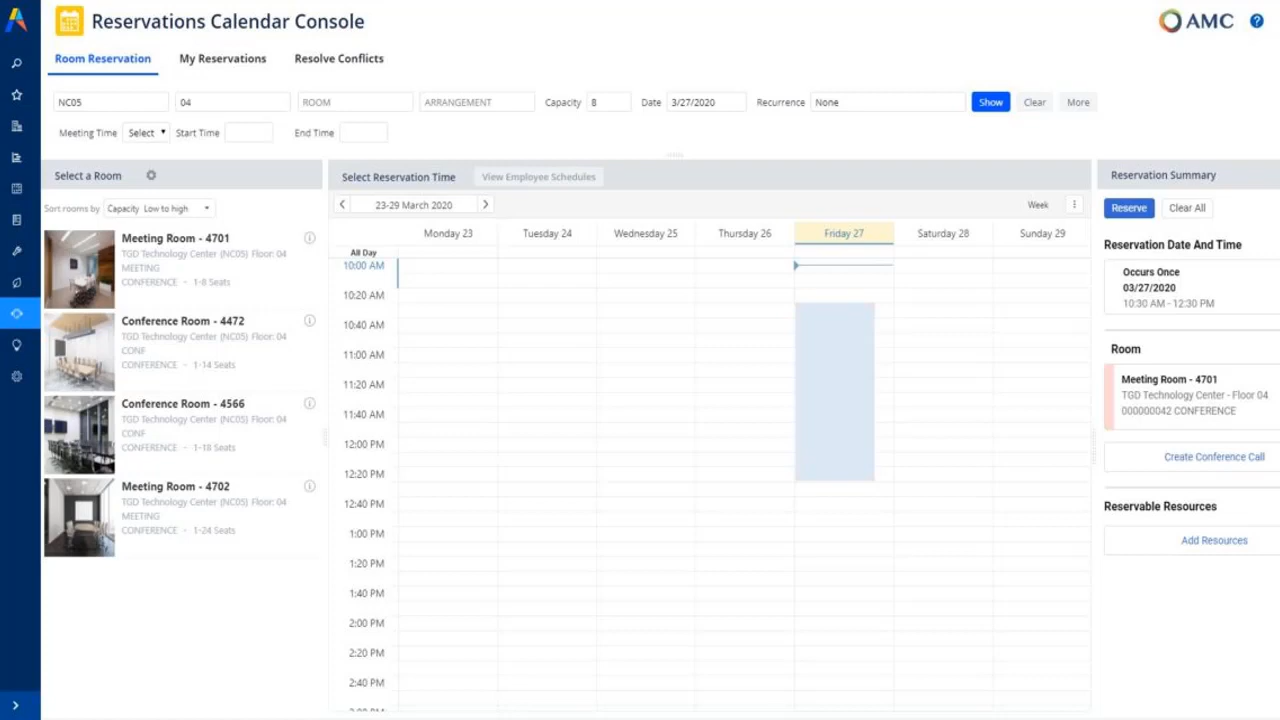 Reservations Calendar Console
AMC
?
Room Reservation My Reservations Resolve Conflicts
NC05 04 ROOM ARRANGEMENT Capacity 8 Date 3/27/2020 Recurrence None Show Clear More
Meeting Time Select Start Time End Time
Select a Room
Sort rooms by Capacity Low to high
Meeting Room - 4701
TGD Technology Center (NC05) Floor: 04
MEETING
CONFERENCE - 1-8 Seats
Conference Room - 4472
TGD Technology Center (NC05) Floor: 04
CONF
CONFERENCE - 1-14 Seats
Conference Room - 4566
TGD Technology Center (NC05) Floor: 04
CONF
CONFERENCE - 1-18 Seats
Meeting Room - 4702
TGD Technology Center (NC05) Floor: 04
MEETING
CONFERENCE - 1-24 Seats
Select Reservation Time View Employee Schedules
23-29 March 2020 Week
Monday 23 Tuesday 24 Wednesday 25 Thursday 26 Friday 27 Saturday 28 Sunday 29
All Day
10:00 AM
10:20 AM
10:40 AM
11:00 AM
11:20 AM
11:40 AM
12:00 PM
12:20 PM
12:40 PM
1:00 PM
1:20 PM
1:40 PM
2:00 PM
2:20 PM
2:40 PM
Reservation Summary
Reserve Clear All
Reservation Date And Time
Occurs Once
03/27/2020
10:30 AM - 12:30 PM
Room
Meeting Room - 4701
TGD Technology Center - Floor 04
000000042 CONFERENCE
Create Conference Call
Reservable Resources
Add Resources